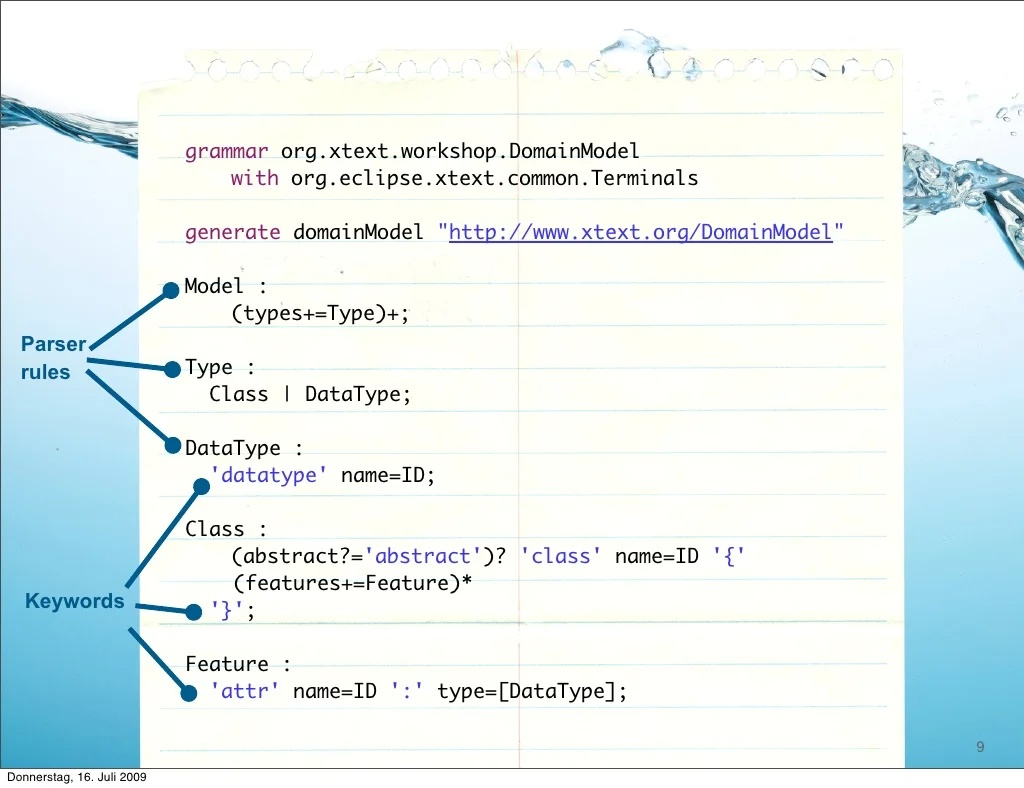 grammar org.xtext.workshop.DomainModel
with org.eclipse.xtext.common.Terminals
generate domainModel "http://www.xtext.org/DomainModel"
Model :
(types+=Type)+;
Parser
rules
Type :
Class | DataType;
DataType :
'datatype' name=ID;
Class :
(abstract?='abstract')? 'class' name=ID '{'
(features+=Feature)*
Keywords
'}';
Feature :
'attr' name=ID ':' type=[DataType];
9
Donnerstag, 16. Juli 2009